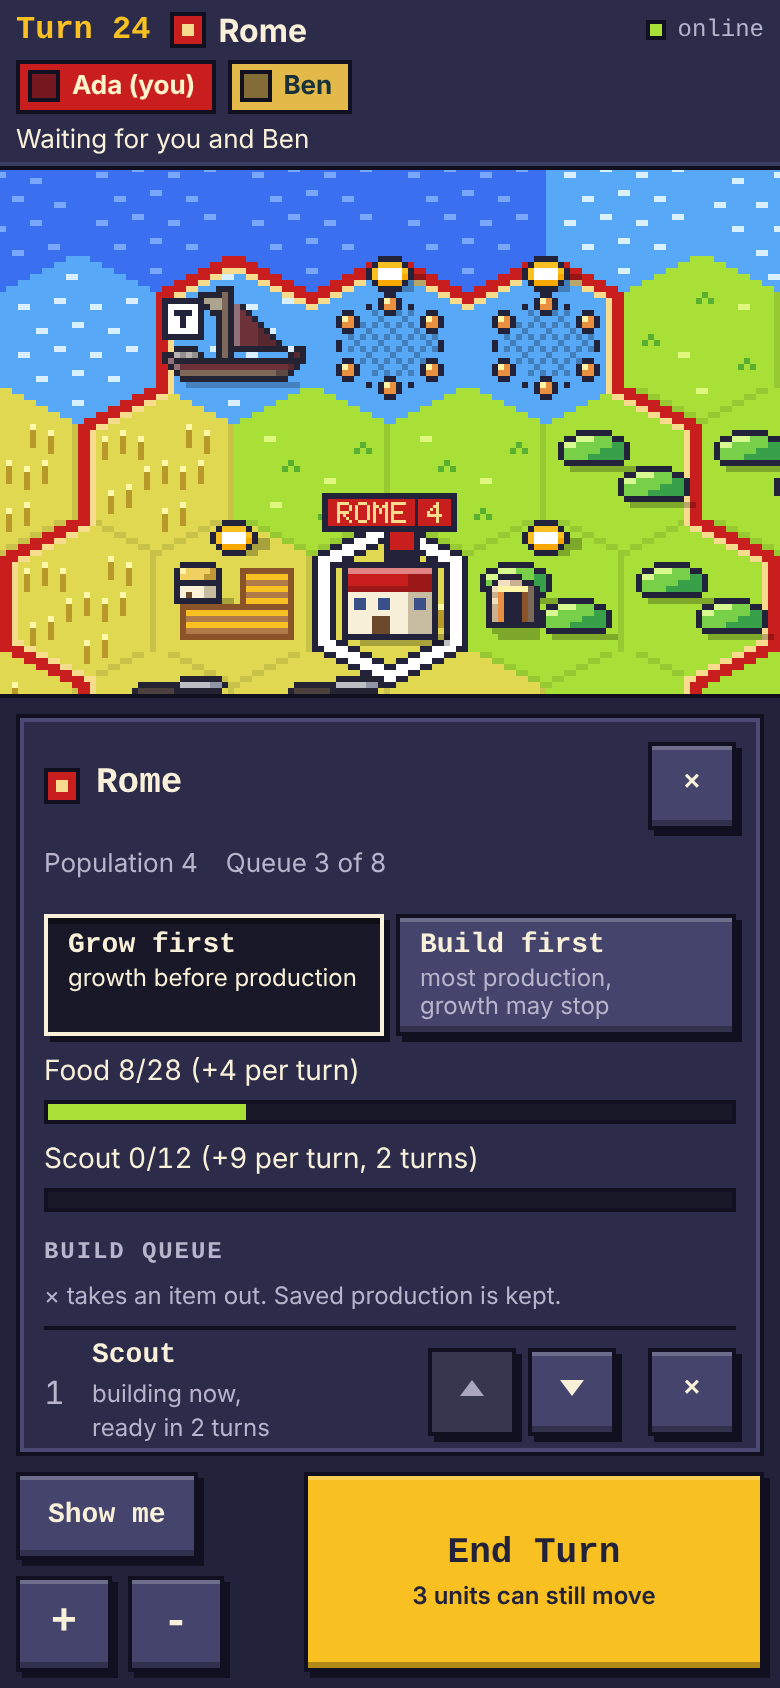 Turn 24 Rome online
Ada (you) Ben
Waiting for you and Ben
T
ROME 4
Rome ×
Population 4 Queue 3 of 8
Grow first
growth before production
Build first
most production,
growth may stop
Food 8/28 (+4 per turn)
Scout 0/12 (+9 per turn, 2 turns)
BUILD QUEUE
× takes an item out. Saved production is kept.
1 Scout
building now,
ready in 2 turns
×
Show me
+ -
End Turn
3 units can still move